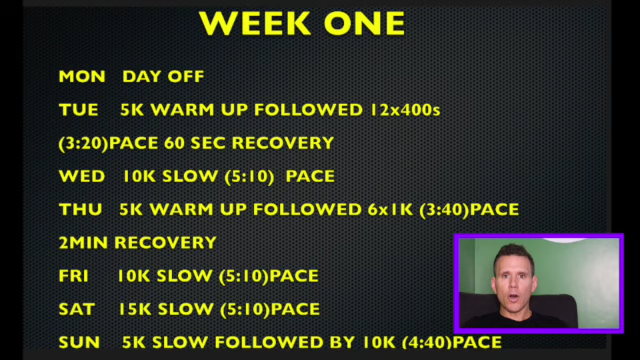 WEEK ONE
MON DAY OFF
TUE 5K WARM UP FOLLOWED 12x400s
(3:20)PACE 60 SEC RECOVERY
WED 10K SLOW (5:10) PACE
THU 5K WARM UP FOLLOWED 6x1K (3:40)PACE
2MIN RECOVERY
FRI 10K SLOW (5:10)PACE
SAT 15K SLOW (5:10)PACE
SUN 5K SLOW FOLLOWED BY 10K (4:40)PACE